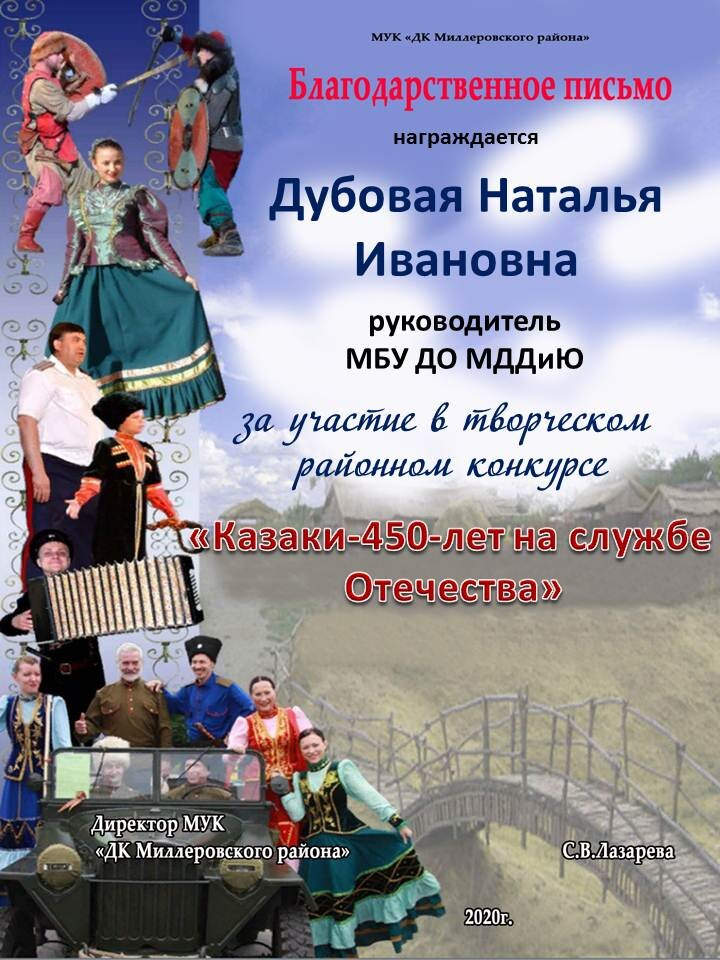 МУК «ДК Миллеровского района»
Благодарственное письмо
награждается
Дубовая Наталья
Ивановна
руководитель
МБУ ДО МДДиЮ
за участие в творческом
районном конкурсе
«Казаки-450-лет на службе
Отечества»
Директор МУК
«ДК Миллеровского района»
С.В.Лазарева
2020г.